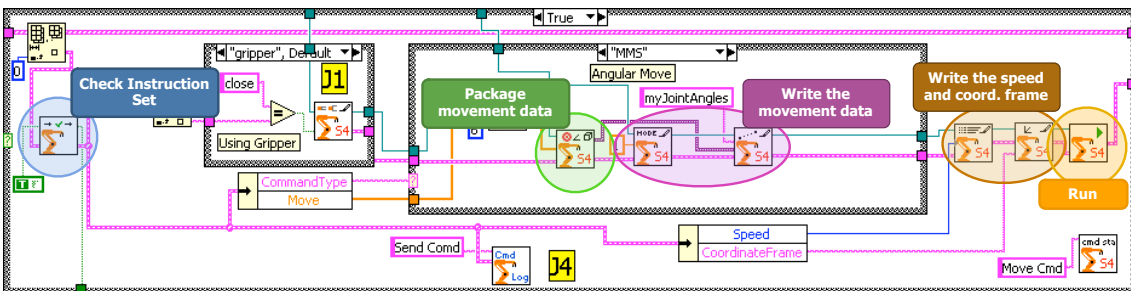 True
"gripper", Default
"MMS"
Angular Move
0
Check Instruction
Set
close
J1
S4
Using Gripper
Package
movement data
myJointAngles
Write the
movement data
Write the speed
and coord. frame
S4
MODE
S4
S4
S4
S4
S4
Run
T F
?
CommandType
Move
?
Speed
CoordinateFrame
Send Comd
Cmd
Log
J4
Move Cmd
cmd sta
S4